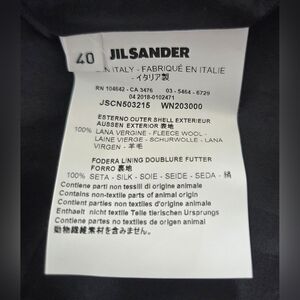 40
JIL SANDER
IN ITALY - FABRIQUÉ EN ITALIE
- イタリア製
RN 104642 - CA 3476 03 - 5464 - 6729
04 2018-0102471
JSCN503215 WN203000
ESTERNO OUTER SHELL EXTERIEUR
AUSSEN EXTERIOR 表地
100% LANA VERGINE - FLEECE WOOL -
LAINE VIERGE - SCHURWOLLE - LANA
VIRGEN - 羊毛
FODERA LINING DOUBLURE FUTTER
FORRO 裏地
100% SETA - SILK - SOIE - SEIDE - SEDA - 絹
Contiene parti non tessili di origine animale
Contains non-textile parts of animal origin
Contient parties non textiles d'origine animale
Enthaelt nicht textile Teile tierischen Ursprungs
Contiene partes no textiles de origen animal
動物繊維素材を含みません。